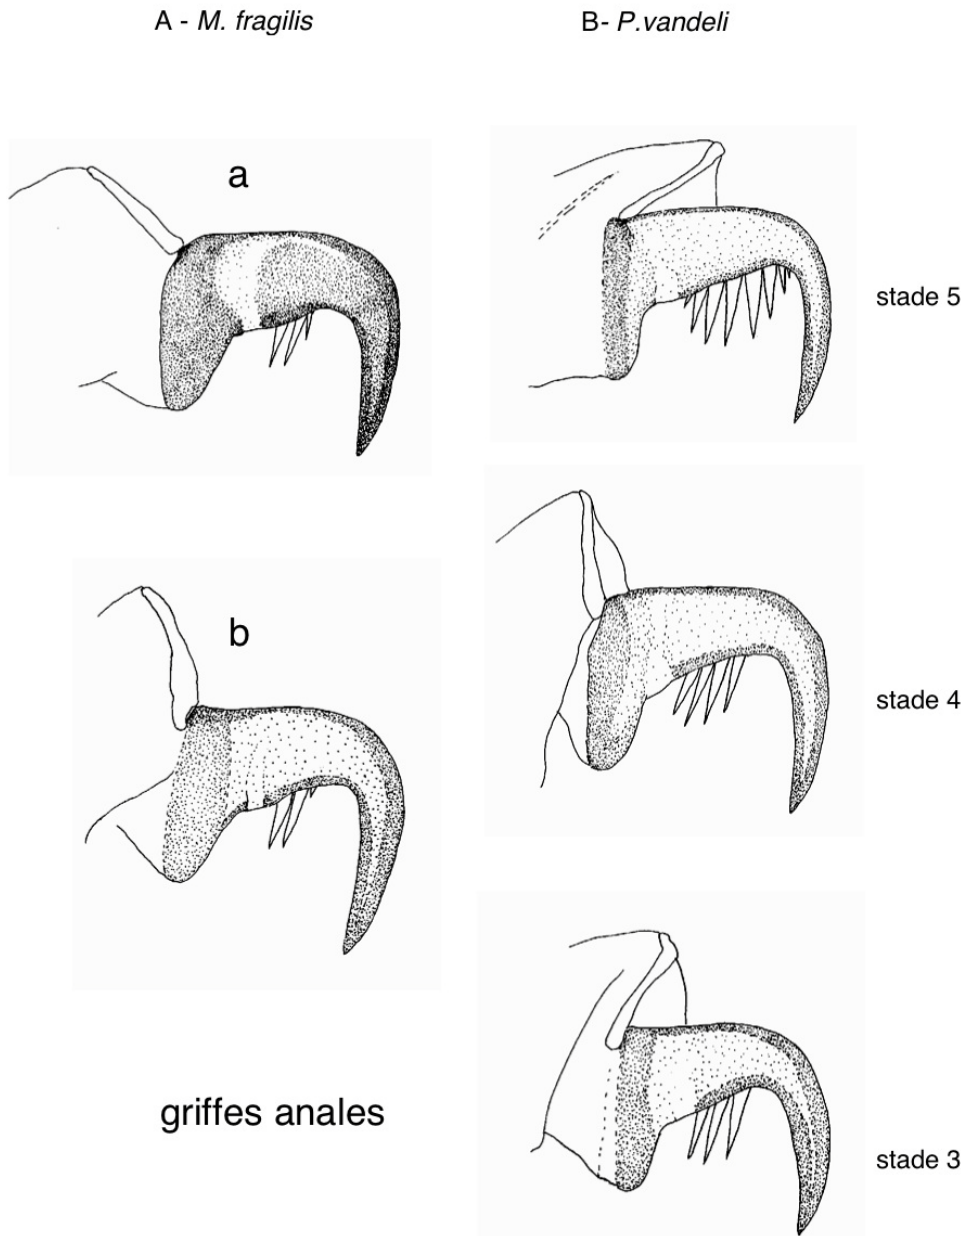 A - M. fragilis
B- P.vandeli
a
stade 5
b
stade 4
griffes anales
stade 3